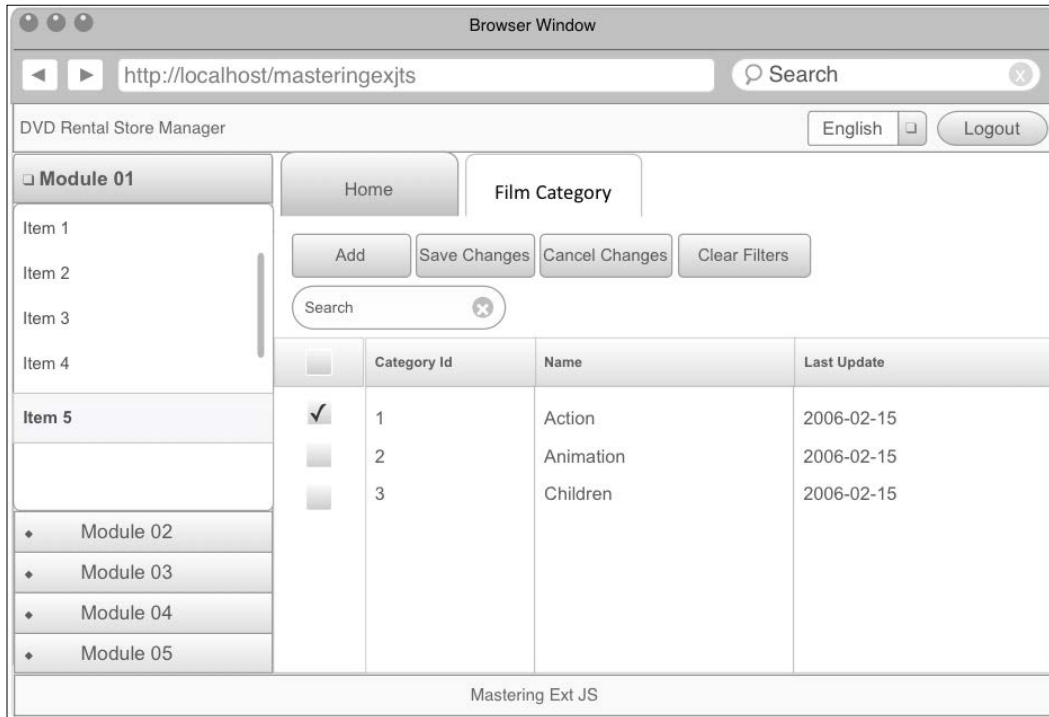 Browser Window
http://localhost/masteringexjts
Search
DVD Rental Store Manager
English
Logout
Module 01
Item 1
Item 2
Item 3
Item 4
Item 5
Module 02
Module 03
Module 04
Module 05
Home
Film Category
Add
Save Changes
Cancel Changes
Clear Filters
Search
Category Id Name Last Update
1 Action 2006-02-15
2 Animation 2006-02-15
3 Children 2006-02-15
Mastering Ext JS